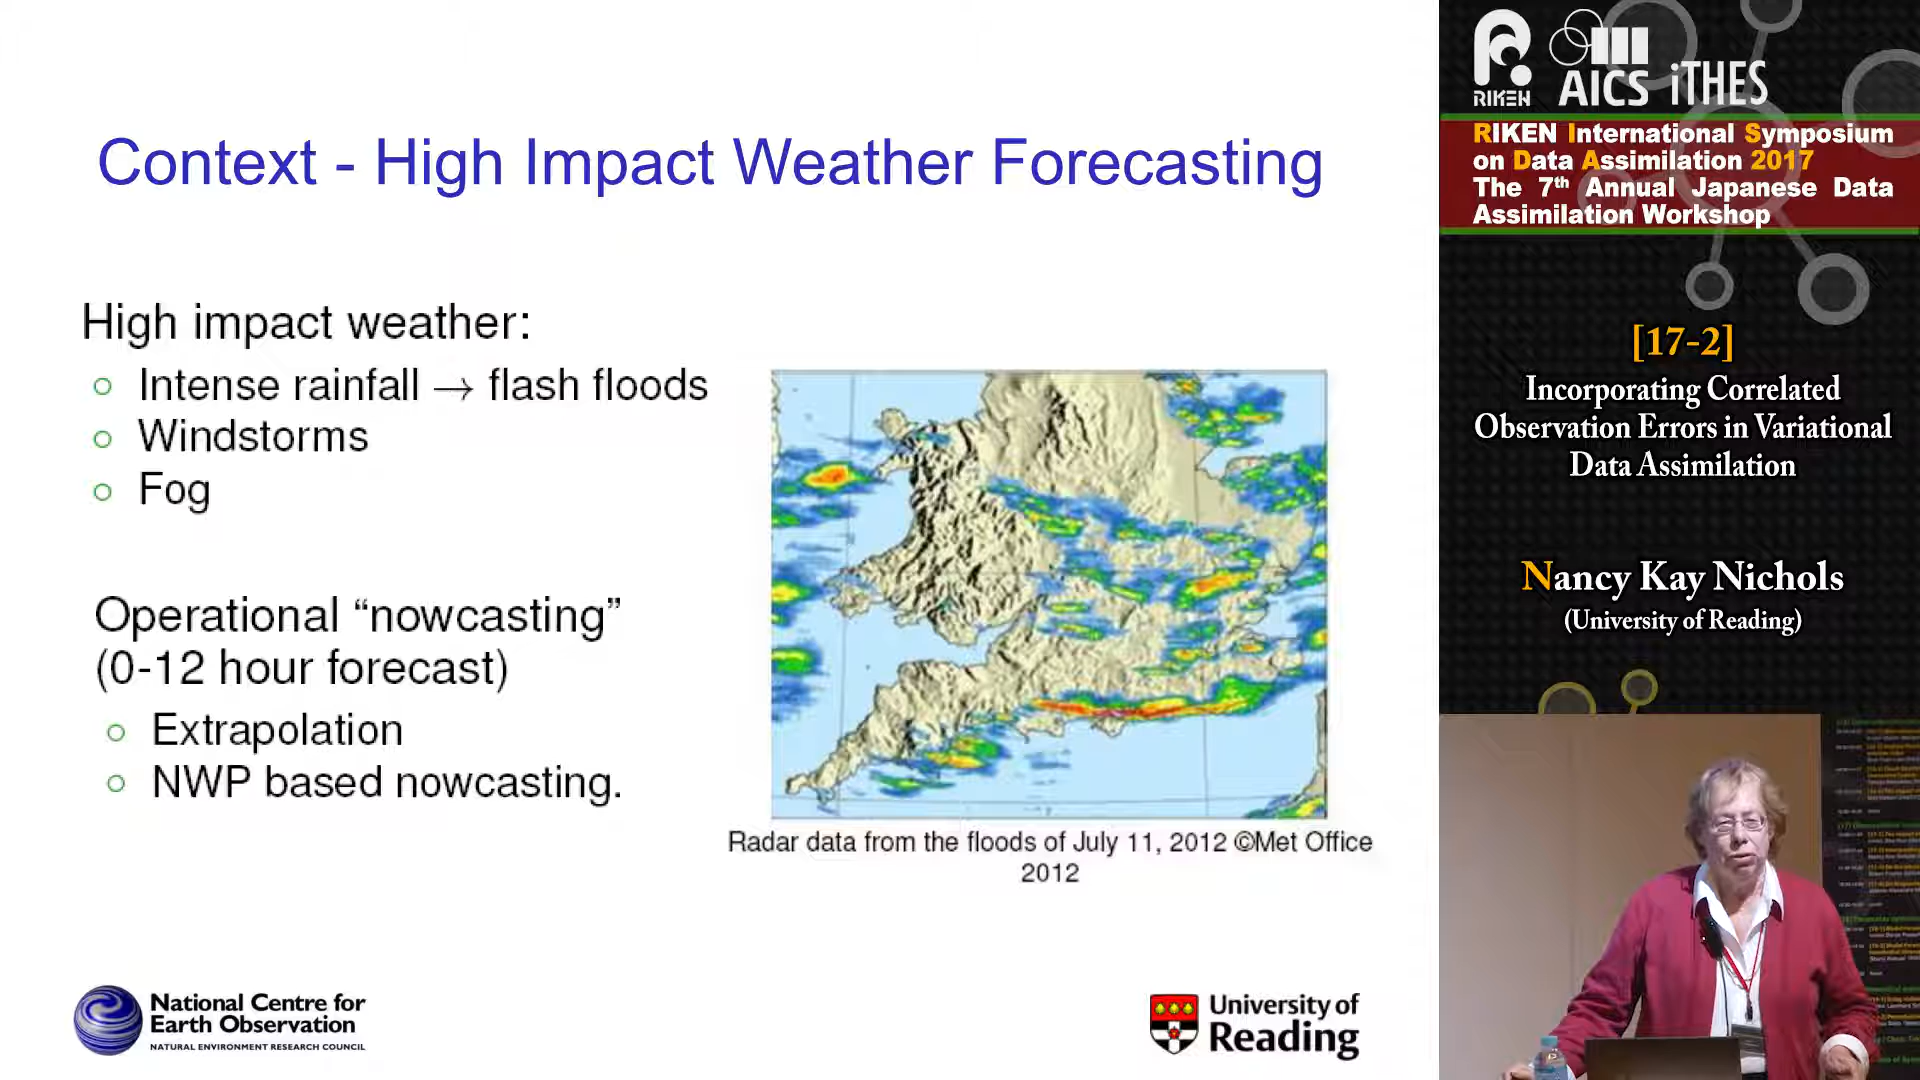 Context - High Impact Weather Forecasting
High impact weather:
Intense rainfall → flash floods
Windstorms
Fog
Operational “nowcasting”
(0-12 hour forecast)
Extrapolation
NWP based nowcasting.
Radar data from the floods of July 11, 2012 ©Met Office
2012
National Centre for
Earth Observation
NATURAL ENVIRONMENT RESEARCH COUNCIL
University of
Reading
RIKEN
AICS iTHES
RIKEN International Symposium
on Data Assimilation 2017
The 7th Annual Japanese Data
Assimilation Workshop
[17-2]
Incorporating Correlated
Observation Errors in Variational
Data Assimilation
Nancy Kay Nichols
(University of Reading)